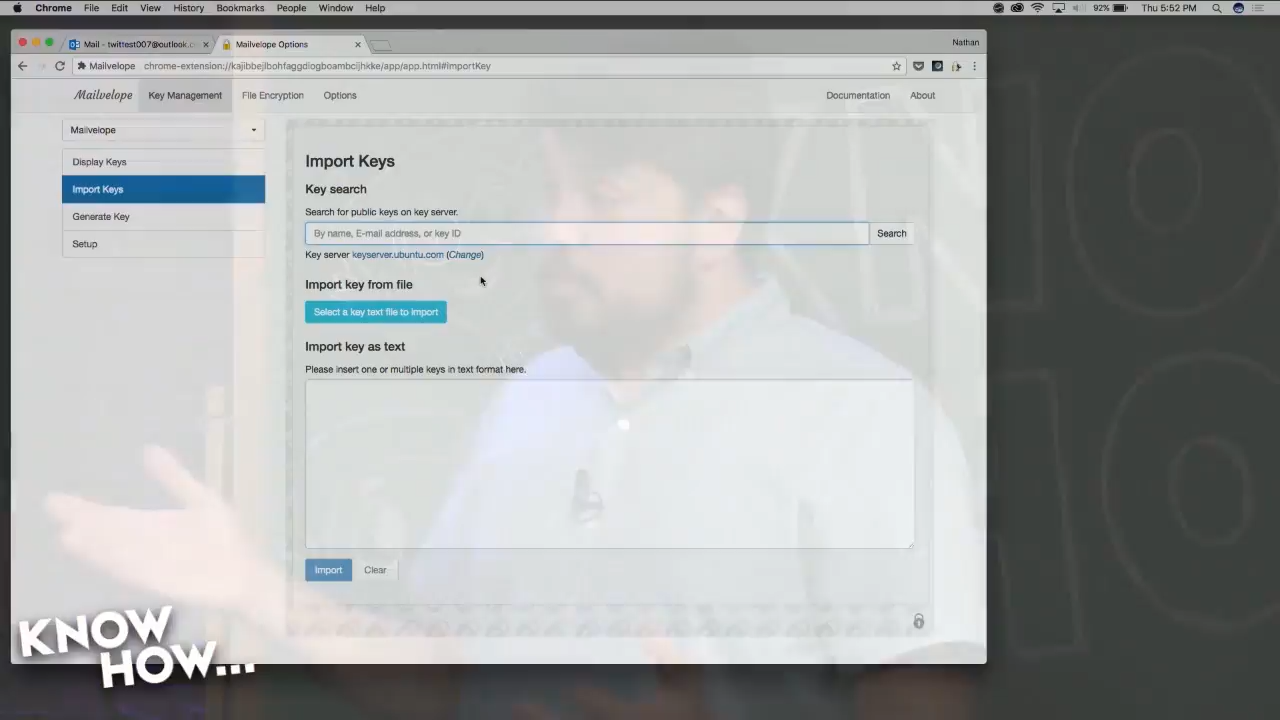 Chrome File Edit View History Bookmarks People Window Help 92% Thu 5:52 PM
Mail - twittest007@outlook.c Mailvelope Options Nathan
Mailvelope chrome-extension://kajibbejlbohfaggdiogboambcijhkke/app/app.html#importKey
Mailvelope Key Management File Encryption Options Documentation About
Mailvelope
Display Keys
Import Keys
Generate Key
Setup
Import Keys
Key search
Search for public keys on key server.
By name, E-mail address, or key ID Search
Key server keyserver.ubuntu.com (Change)
Import key from file
Select a key text file to import
Import key as text
Please insert one or multiple keys in text format here.
Import Clear
KNOW
HOW...